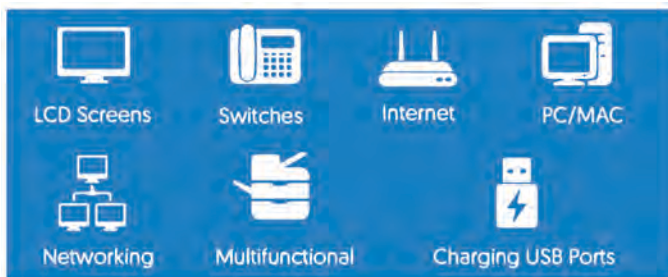 LCD Screens
Switches
Internet
PC/MAC
Networking
Multifunctional
Charging USB Ports